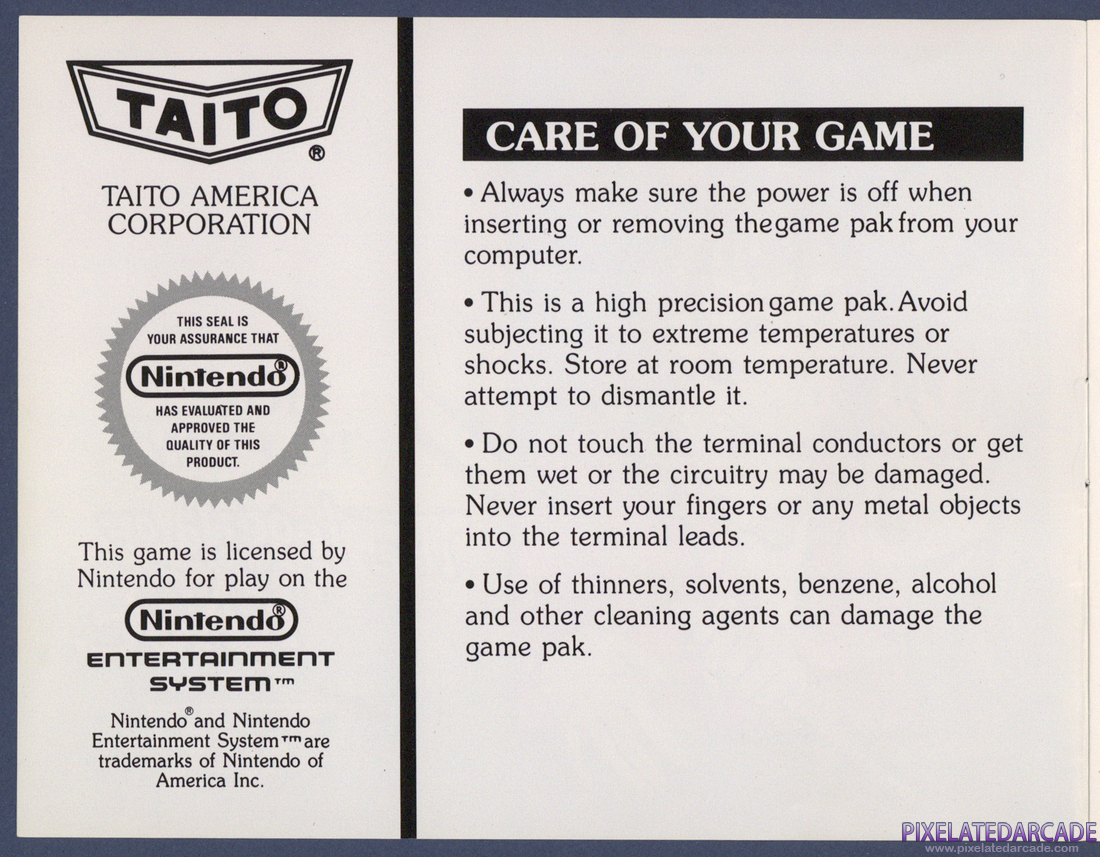 TAITO
®
TAITO AMERICA
CORPORATION
THIS SEAL IS
YOUR ASSURANCE THAT
Nintendo®
HAS EVALUATED AND
APPROVED THE
QUALITY OF THIS
PRODUCT.
This game is licensed by
Nintendo for play on the
Nintendo®
ENTERTAINMENT
SYSTEM™
Nintendo® and Nintendo
Entertainment System™ are
trademarks of Nintendo of
America Inc.
CARE OF YOUR GAME
• Always make sure the power is off when
inserting or removing thegame pak from your
computer.
• This is a high precision game pak. Avoid
subjecting it to extreme temperatures or
shocks. Store at room temperature. Never
attempt to dismantle it.
• Do not touch the terminal conductors or get
them wet or the circuitry may be damaged.
Never insert your fingers or any metal objects
into the terminal leads.
• Use of thinners, solvents, benzene, alcohol
and other cleaning agents can damage the
game pak.
PIXELATEDARCADE
www.pixelatedarcade.com